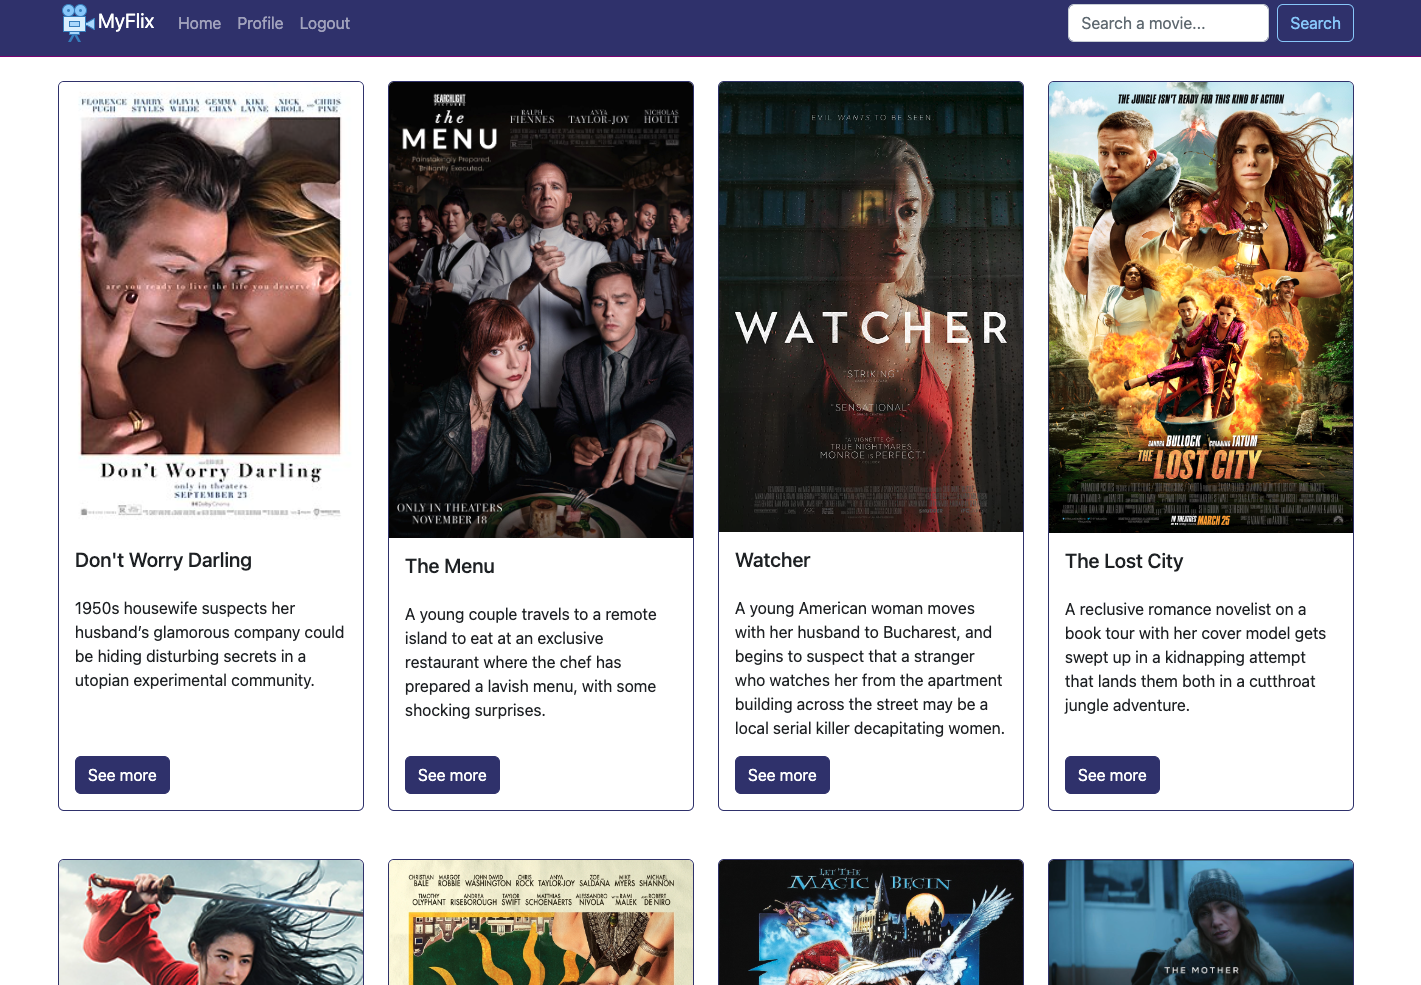 MyFlix
Home Profile Logout
Search a movie...
Search
FLORENCE PUGH HARRY STYLES OLIVIA WILDE GEMMA CHAN KIKI LAYNE NICK KROLL AND CHRIS PINE
are you ready to live the life you deserve?
Don't Worry Darling
only in theaters
SEPTEMBER 23
Don't Worry Darling
1950s housewife suspects her
husband’s glamorous company could
be hiding disturbing secrets in a
utopian experimental community.
See more
SEARCHLIGHT
PICTURES
the
MENU
Painstakingly Prepared.
Brilliantly Executed.
RALPH FIENNES ANYA TAYLOR-JOY NICHOLAS HOULT
ONLY IN THEATERS
NOVEMBER 18
The Menu
A young couple travels to a remote
island to eat at an exclusive
restaurant where the chef has
prepared a lavish menu, with some
shocking surprises.
See more
EVIL WANTS TO BE SEEN
WATCHER
"STRIKING"
"SENSATIONAL"
"A VIGNETTE OF
TRUE NIGHTMARES
MONROE IS PERFECT."
Watcher
A young American woman moves
with her husband to Bucharest, and
begins to suspect that a stranger
who watches her from the apartment
building across the street may be a
local serial killer decapitating women.
See more
THE JUNGLE ISN'T READY FOR THIS KIND OF ACTION
SANDRA BULLOCK CHANNING TATUM
THE LOST CITY
IN THEATRES MARCH 25
The Lost City
A reclusive romance novelist on a
book tour with her cover model gets
swept up in a kidnapping attempt
that lands them both in a cutthroat
jungle adventure.
See more
CHRISTIAN BALE MARGOT ROBBIE JOHN DAVID WASHINGTON CHRIS ROCK ANYA TAYLOR-JOY ZOE SALDAÑA MIKE MYERS MICHAEL SHANNON
TIMOTHY OLYPHANT ANDREA RISEBOROUGH TAYLOR SWIFT MATTHIAS SCHOENAERTS ALESSANDRO NIVOLA WITH RAMI MALEK AND ROBERT DE NIRO
LET THE
MAGIC BEGIN
THE MOTHER